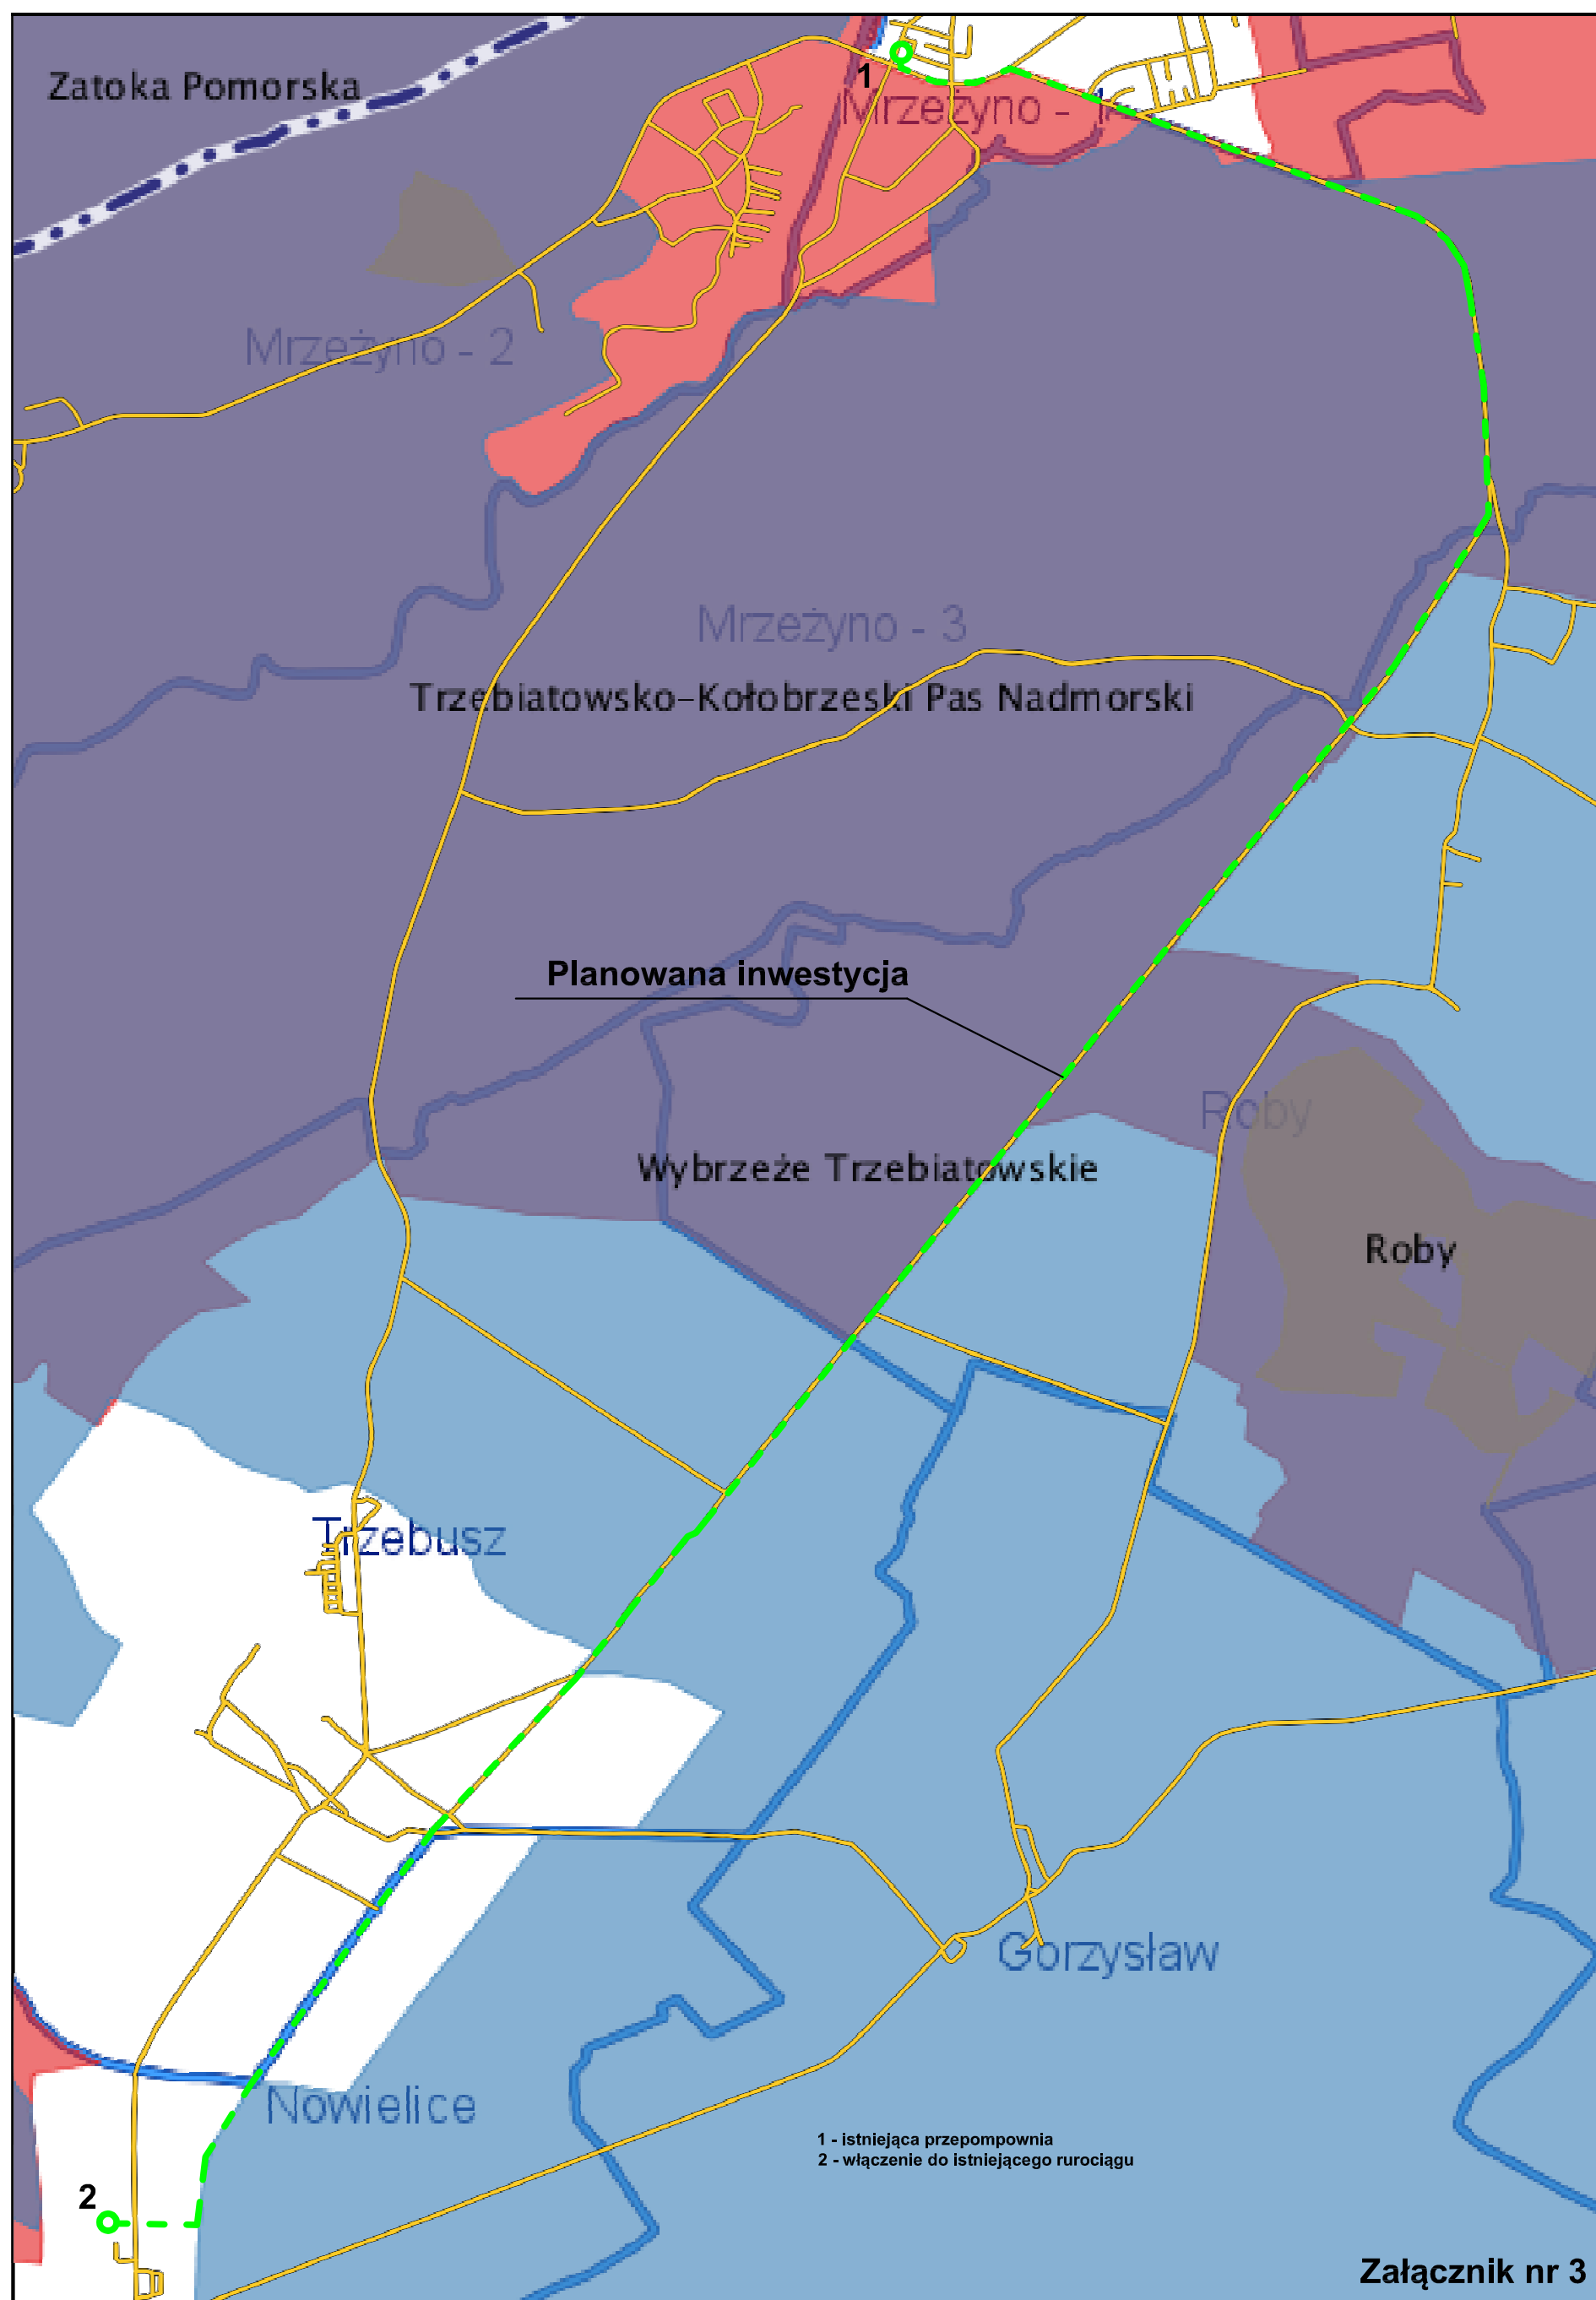 Zatoka Pomorska
1
Mrzeżyno - 1
Mrzeżyno - 2
Mrzeżyno - 3
Trzebiatowsko-Kołobrzeski Pas Nadmorski
Planowana inwestycja
Roby
Wybrzeże Trzebiatowskie
Roby
Trzebusz
Gorzysław
Nowielice
1 - istniejąca przepompownia
2 - włączenie do istniejącego rurociągu
2
Załącznik nr 3